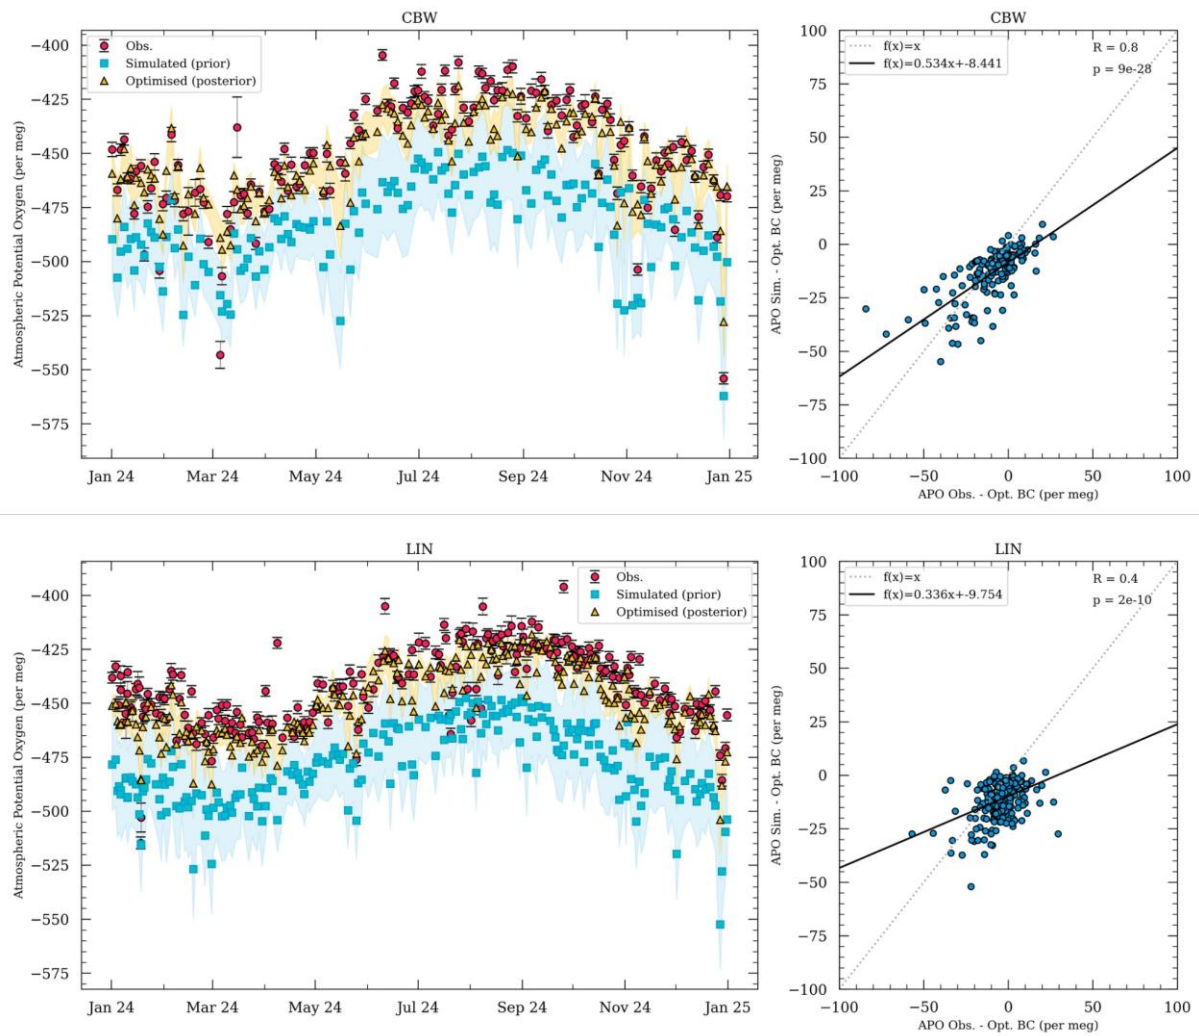 CBW
Atmospheric Potential Oxygen (per meg)
−400
−425
−450
−475
−500
−525
−550
−575
Obs.
Simulated (prior)
Optimised (posterior)
Jan 24
Mar 24
May 24
Jul 24
Sep 24
Nov 24
Jan 25
CBW
APO Sim. - Opt. BC (per meg)
100
75
50
25
0
−25
−50
−75
−100
f(x)=x
f(x)=0.534x+-8.441
R = 0.8
p = 9e-28
−100
−50
0
50
100
APO Obs. - Opt. BC (per meg)
LIN
Atmospheric Potential Oxygen (per meg)
−400
−425
−450
−475
−500
−525
−550
−575
Obs.
Simulated (prior)
Optimised (posterior)
Jan 24
Mar 24
May 24
Jul 24
Sep 24
Nov 24
Jan 25
LIN
APO Sim. - Opt. BC (per meg)
100
75
50
25
0
−25
−50
−75
−100
f(x)=x
f(x)=0.336x+-9.754
R = 0.4
p = 2e-10
−100
−50
0
50
100
APO Obs. - Opt. BC (per meg)